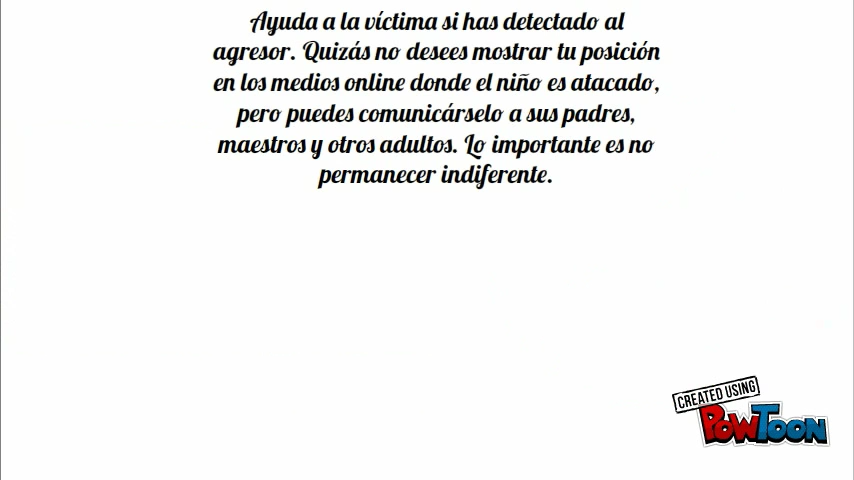 Ayuda a la víctima si has detectado al
agresor. Quizás no desees mostrar tu posición
en los medios online donde el niño es atacado,
pero puedes comunicárselo a sus padres,
maestros y otros adultos. Lo importante es no
permanecer indiferente.
CREATED USING
POWTOON